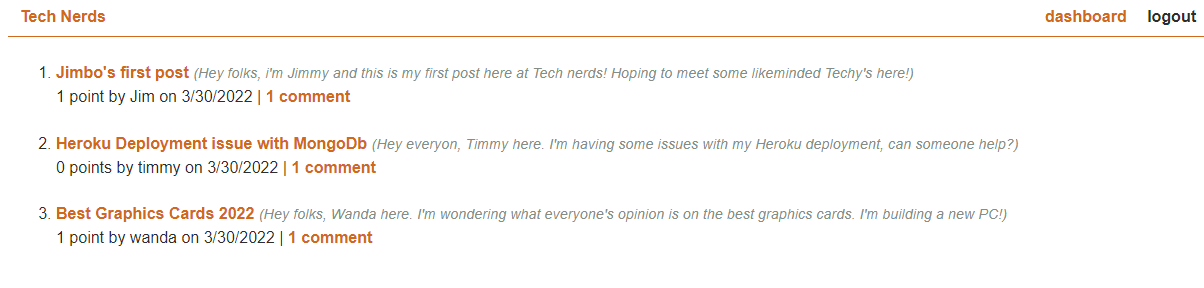 Tech Nerds dashboard logout
1. Jimbo's first post (Hey folks, i'm Jimmy and this is my first post here at Tech nerds! Hoping to meet some likeminded Techy's here!)
1 point by Jim on 3/30/2022 | 1 comment
2. Heroku Deployment issue with MongoDb (Hey everyon, Timmy here. I'm having some issues with my Heroku deployment, can someone help?)
0 points by timmy on 3/30/2022 | 1 comment
3. Best Graphics Cards 2022 (Hey folks, Wanda here. I'm wondering what everyone's opinion is on the best graphics cards. I'm building a new PC!)
1 point by wanda on 3/30/2022 | 1 comment